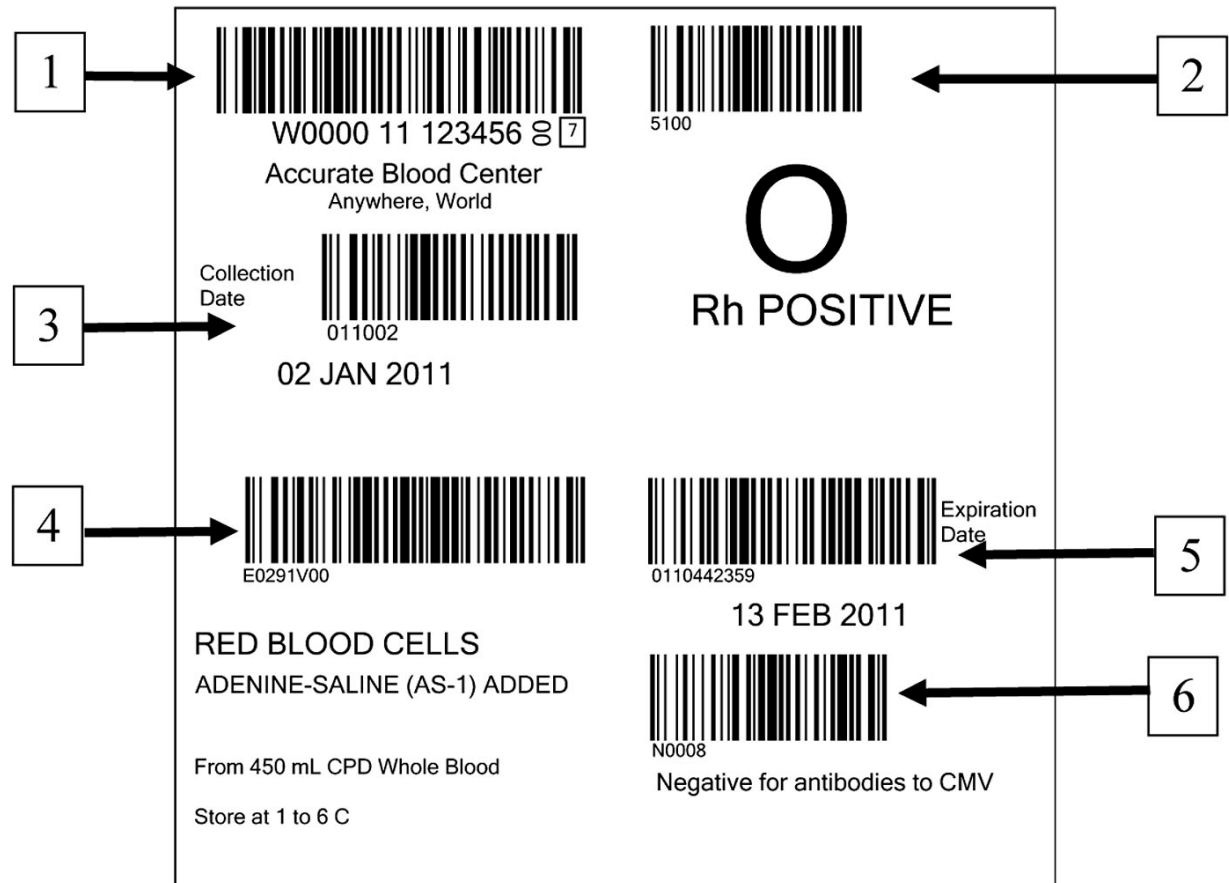 1
2
W0000 11 123456 00 7
Accurate Blood Center
Anywhere, World
5100
O
Rh POSITIVE
3
Collection
Date
011002
02 JAN 2011
4
E0291V00
RED BLOOD CELLS
ADENINE-SALINE (AS-1) ADDED
From 450 mL CPD Whole Blood
Store at 1 to 6 C
5
Expiration
Date
0110442359
13 FEB 2011
6
N0008
Negative for antibodies to CMV